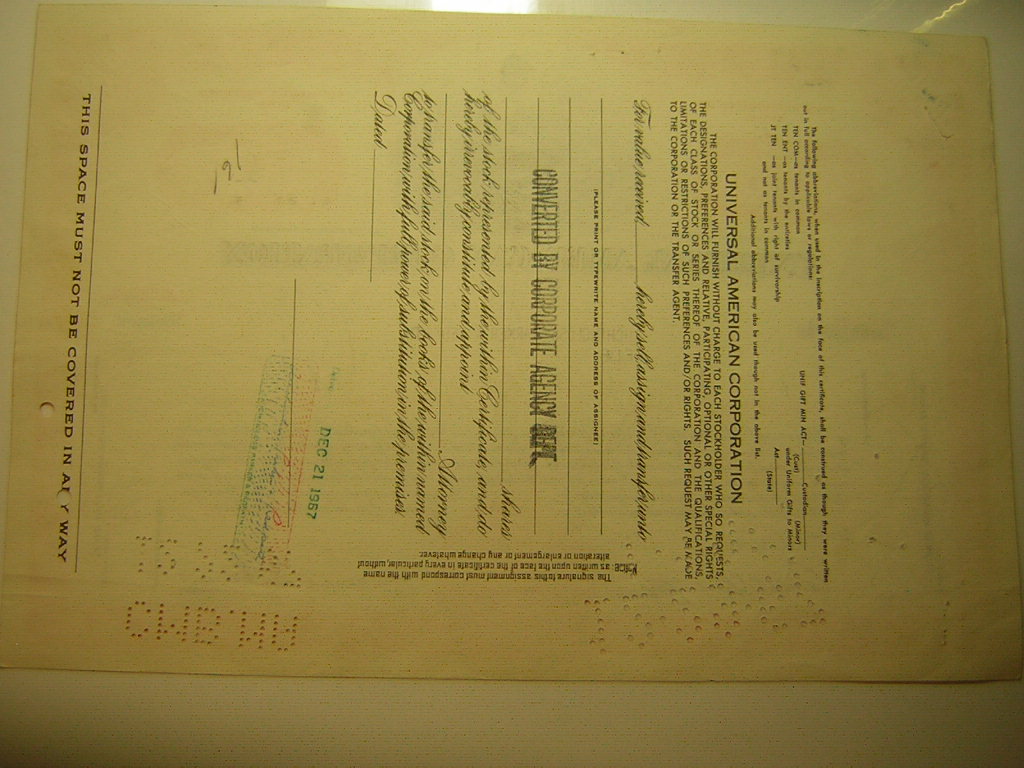 The following abbreviations, when used in the inscription on the face of this certificate, shall be construed as though they were written
out in full according to applicable laws or regulations:
TEN COM—as tenants in common
UNIF GIFT MIN ACT—______Custodian______
(Cust) (Minor)
TEN ENT —as tenants by the entireties
under Uniform Gifts to Minors
JT TEN —as joint tenants with right of survivorship
Act______
and not as tenants in common
(State)
Additional abbreviations may also be used though not in the above list.
UNIVERSAL AMERICAN CORPORATION
THE CORPORATION WILL FURNISH WITHOUT CHARGE TO EACH STOCKHOLDER WHO SO REQUESTS,
THE DESIGNATIONS, PREFERENCES AND RELATIVE, PARTICIPATING, OPTIONAL OR OTHER SPECIAL RIGHTS
OF EACH CLASS OF STOCK OR SERIES THEREOF OF THE CORPORATION AND THE QUALIFICATIONS,
LIMITATIONS OR RESTRICTIONS OF SUCH PREFERENCES AND/OR RIGHTS. SUCH REQUEST MAY BE MADE
TO THE CORPORATION OR THE TRANSFER AGENT.
For value received hereby sell, assign and transfer unto
(PLEASE PRINT OR TYPEWRITE NAME AND ADDRESS OF ASSIGNEE)
CONVERTED BY CORPORATE AGENCY DEPT.
shares
of the stock represented by the within Certificate, and do
hereby irrevocably constitute and appoint
Attorney
to transfer the said stock on the books of the within named
Corporation, with full power of substitution in the premises.
Dated
The signature to this assignment must correspond with the name
as written upon the face of the certificate in every particular, without
alteration or enlargement or any change whatever.
DEC 21 1967
THIS SPACE MUST NOT BE COVERED IN A Y WAY